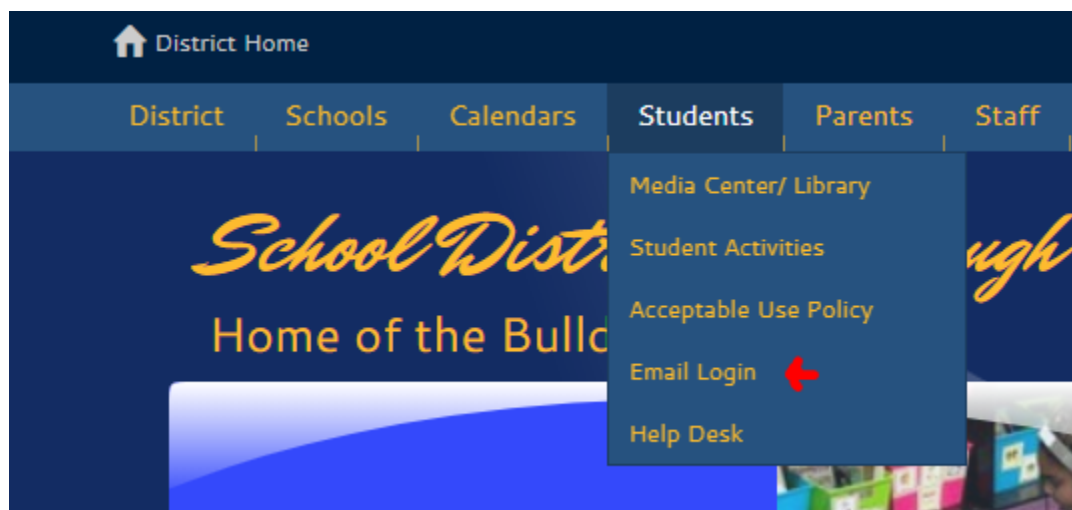 District Home
District Schools Calendars Students Parents Staff
Media Center/ Library
Student Activities
Acceptable Use Policy
Email Login
Help Desk
School
Home of the